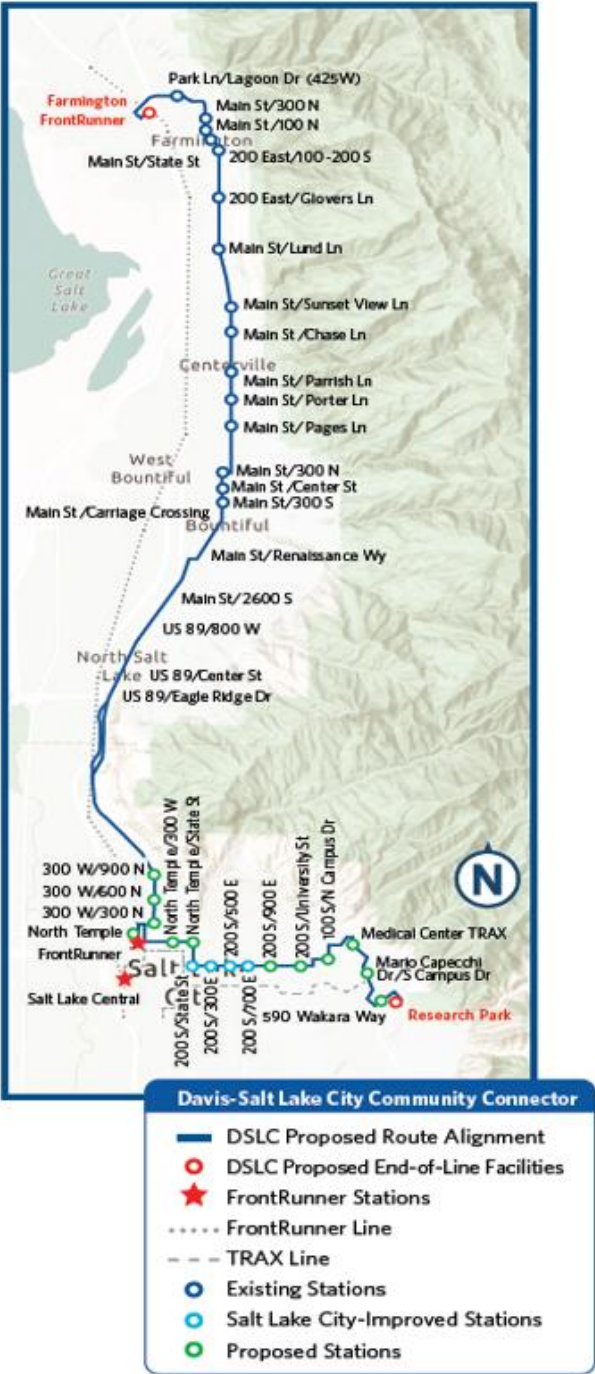 Park Ln/Lagoon Dr (425W)
Farmington
FrontRunner
Main St/300 N
Main St/100 N
Farmington
Main St/State St
200 East/100-200 S
200 East/Glovers Ln
Main St/Lund Ln
Great
Salt
Lake
Main St/Sunset View Ln
Main St /Chase Ln
Centerville
Main St/Parrish Ln
Main St/Porter Ln
Main St/Pages Ln
West
Bountiful
Main St/300 N
Main St /Center St
Main St/300 S
Main St /Carriage Crossing
Bountiful
Main St/Renaissance Wy
Main St/2600 S
US 89/800 W
North Salt
Lake
US 89/Center St
US 89/Eagle Ridge Dr
300 W/900 N
300 W/600 N
300 W/300 N
North Temple
FrontRunner
North Temple/300 W
North Temple/State St
200 S/500 E
200 S/900 E
200 S/University St
100 S/N Campus Dr
N
Medical Center TRAX
Mario Capecchi
Dr/S Campus Dr
Salt
Salt Lake Central
200 S/State St
200 S/300 E
200 S/700 E
590 Wakara Way
Research Park
Davis-Salt Lake City Community Connector
DSLC Proposed Route Alignment
DSLC Proposed End-of-Line Facilities
FrontRunner Stations
FrontRunner Line
TRAX Line
Existing Stations
Salt Lake City-Improved Stations
Proposed Stations